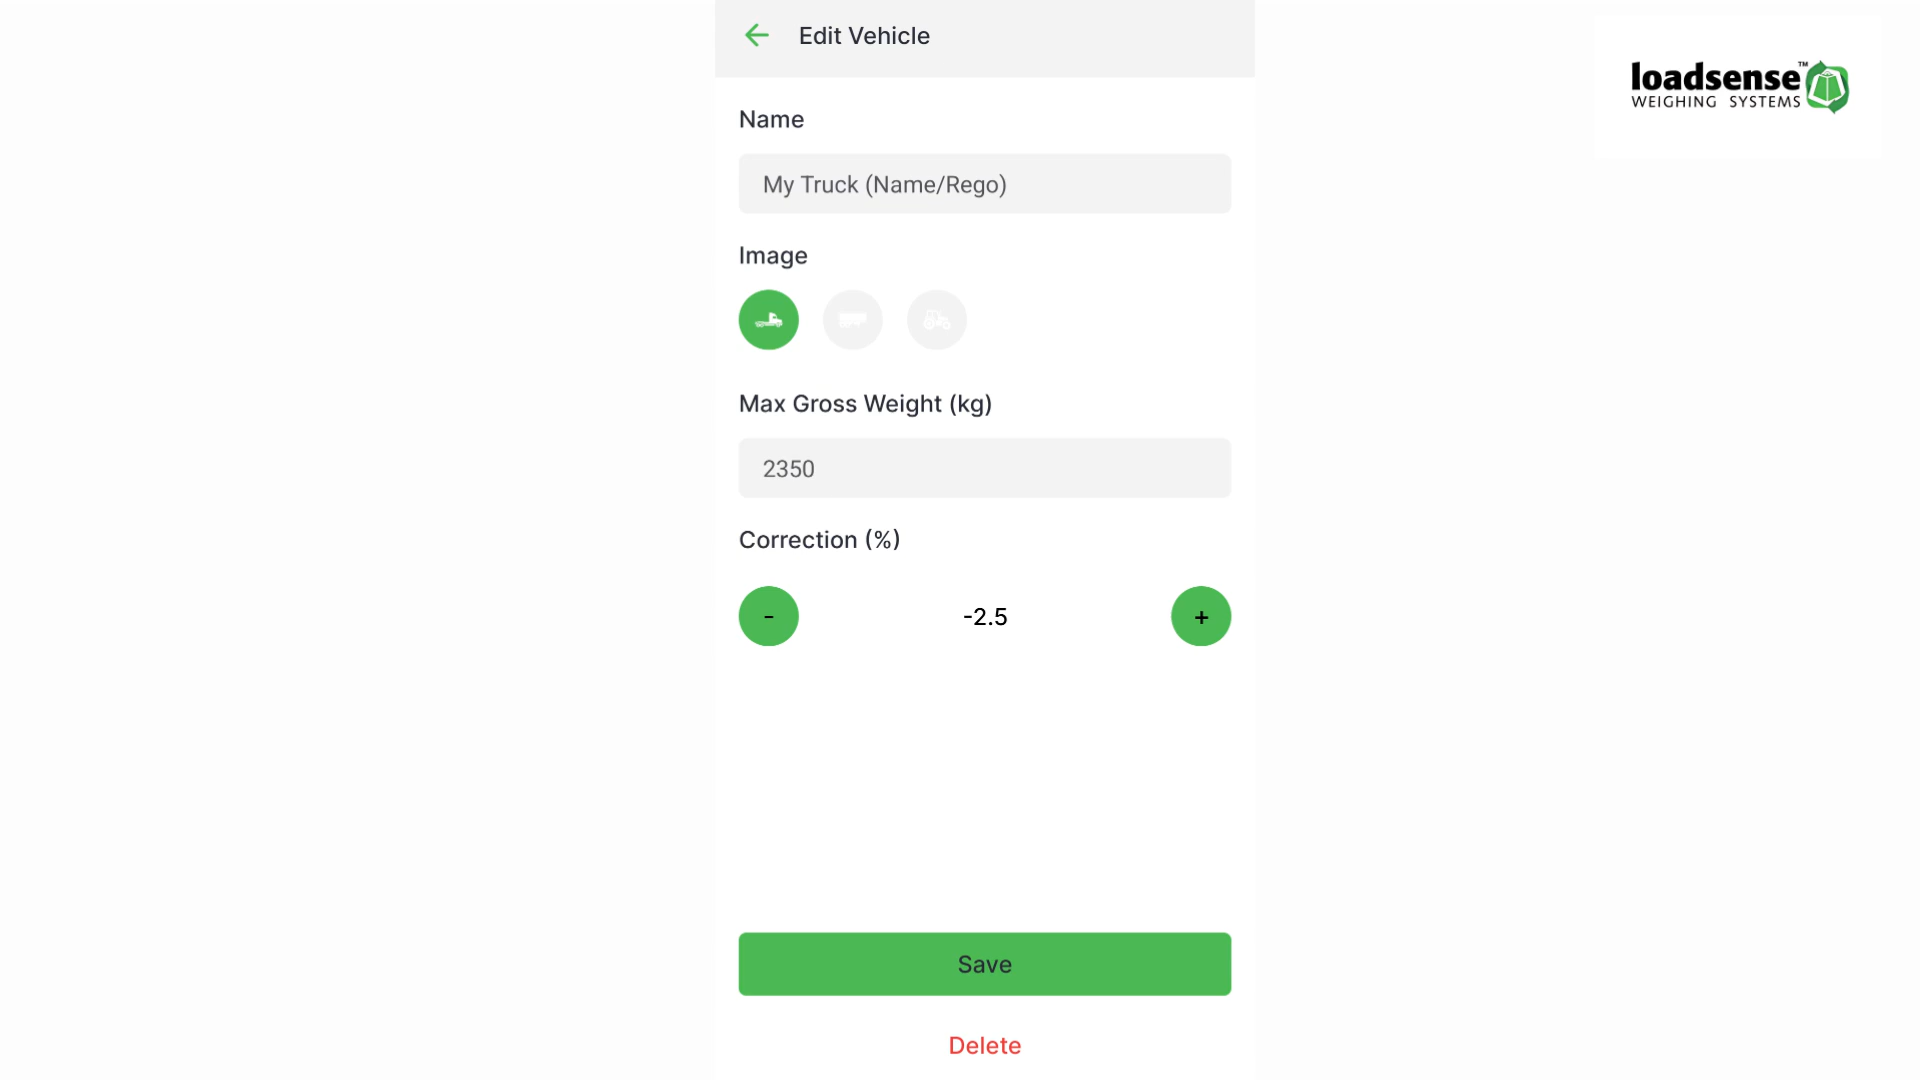 Edit Vehicle
loadsense™
WEIGHING SYSTEMS
Name
My Truck (Name/Rego)
Image
Max Gross Weight (kg)
2350
Correction (%)
- -2.5 +
Save
Delete